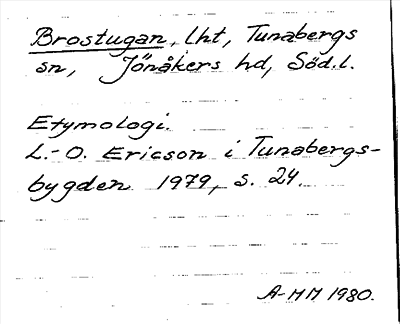 Brostugan, lht, Tunabergs
sn, Jönåkers hd, Söd.l.
Etymologi.
L.-O. Ericson i Tunabergs-
bygden 1979, s. 24.
A-MM 1980.